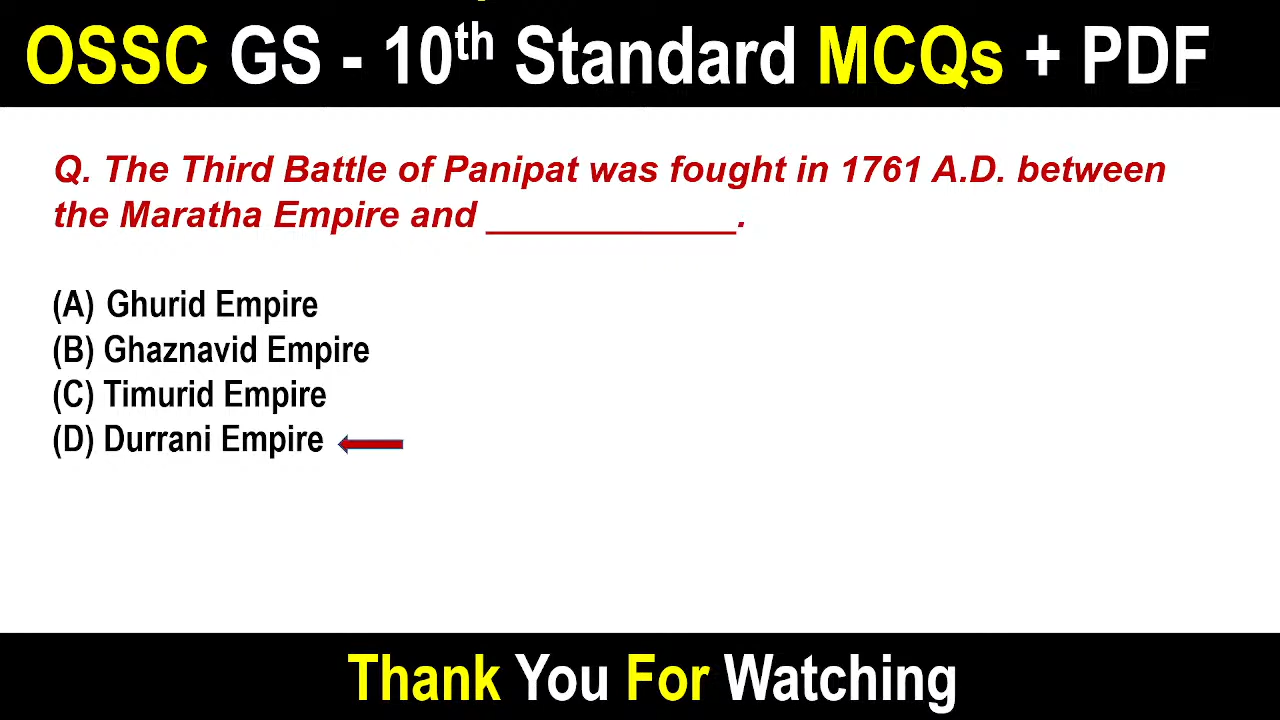 OSSC GS - 10th Standard MCQs + PDF
Q. The Third Battle of Panipat was fought in 1761 A.D. between
the Maratha Empire and ____________.
(A) Ghurid Empire
(B) Ghaznavid Empire
(C) Timurid Empire
(D) Durrani Empire
Thank You For Watching